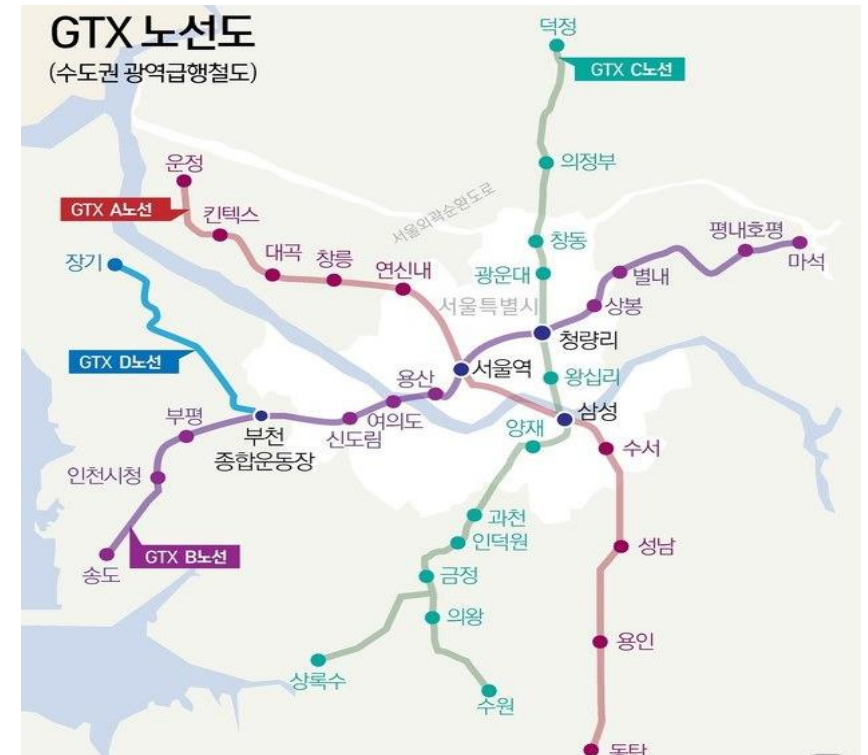 GTX 노선도
(수도권 광역급행철도)
덕정
GTX C노선
운정
의정부
서울외곽순환도로
GTX A노선
킨텍스
창동
평내호평
장기
대곡
창릉
연신내
광운대
별내
마석
서울특별시
상봉
GTX D노선
용산
서울역
청량리
왕십리
부평
부천
종합운동장
신도림
여의도
양재
삼성
수서
인천시청
과천
인덕원
성남
GTX B노선
송도
금정
의왕
용인
상록수
수원
동탄